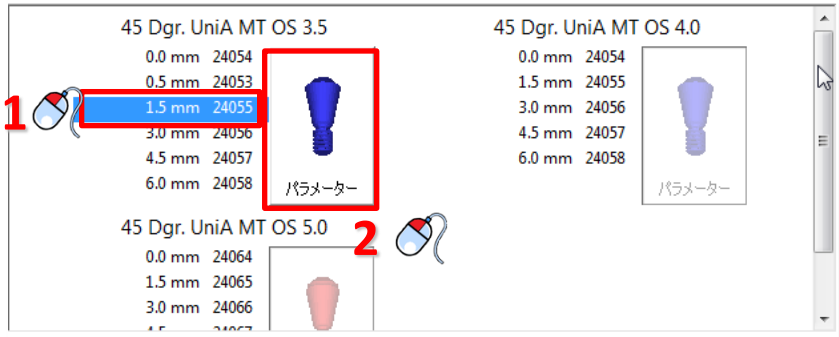 45 Dgr. UniA MT OS 3.5
0.0 mm 24054
0.5 mm 24053
1.5 mm 24055
3.0 mm 24056
4.5 mm 24057
6.0 mm 24058
パラメーター
1
2
45 Dgr. UniA MT OS 4.0
0.0 mm 24054
1.5 mm 24055
3.0 mm 24056
4.5 mm 24057
6.0 mm 24058
パラメーター
45 Dgr. UniA MT OS 5.0
0.0 mm 24064
1.5 mm 24065
3.0 mm 24066